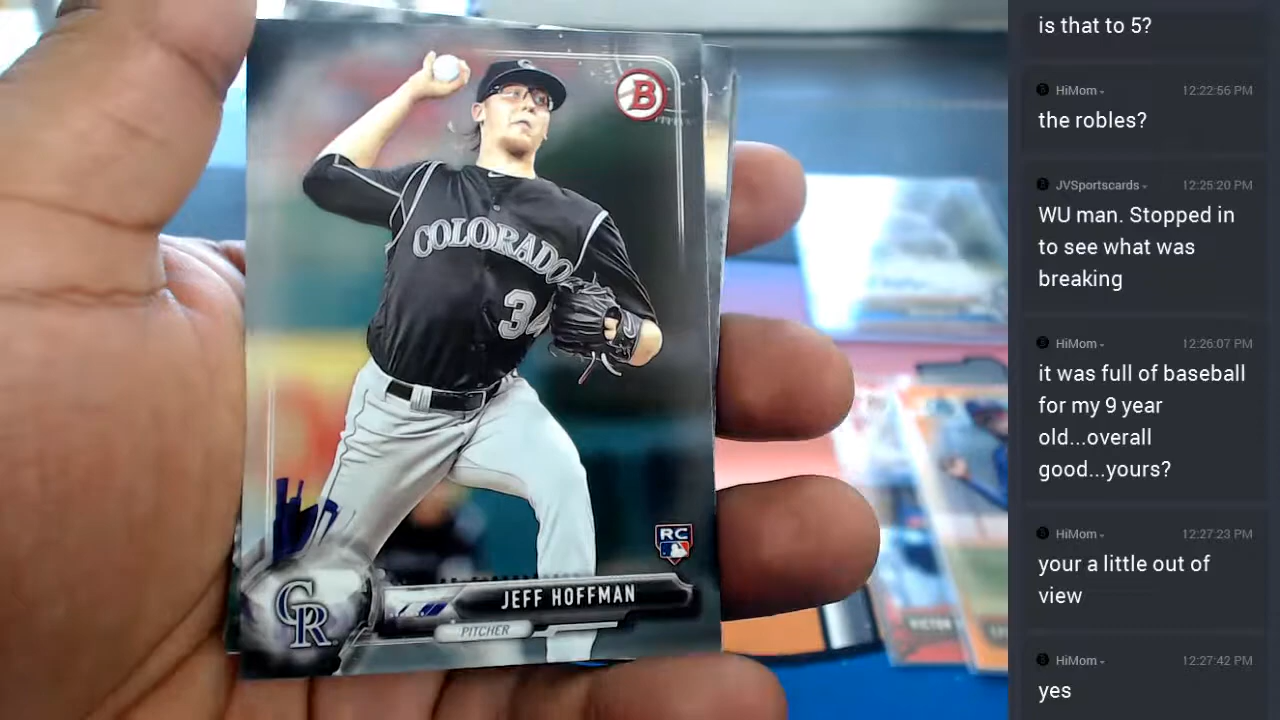 B
COLORADO
34
RC
CR
JEFF HOFFMAN
PITCHER
VICTOR
is that to 5?
HiMom 12:22:56 PM
the robles?
JVSportscards 12:25:20 PM
WU man. Stopped in
to see what was
breaking
HiMom 12:26:07 PM
it was full of baseball
for my 9 year
old...overall
good...yours?
HiMom 12:27:23 PM
your a little out of
view
HiMom 12:27:42 PM
yes